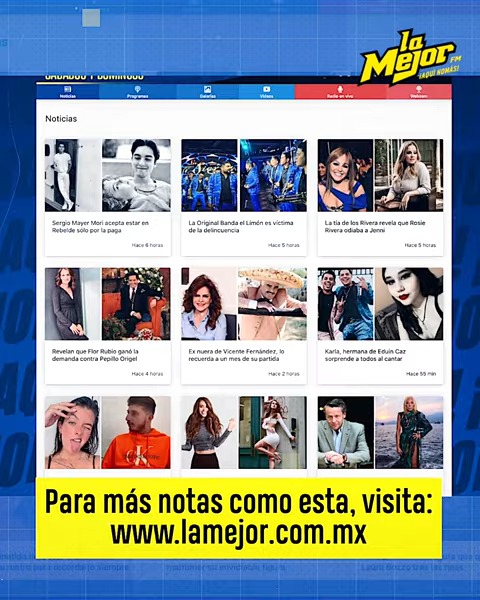 la
Mejor FM
¡AQUÍ NOMÁS!
SÁBADOS Y DOMINGO
Noticias
Programas
Galerías
Videos
Radio en vivo
Webcam
Noticias
Sergio Mayer Mori acepta estar en
Rebelde sólo por la paga
Hace 6 horas
La Original Banda el Limón es víctima
de la delincuencia
Hace 5 horas
La tía de los Rivera revela que Rosie
Rivera odiaba a Jenni
Hace 5 horas
Revelan que Flor Rubio ganó la
demanda contra Pepillo Origel
Hace 4 horas
Ex nuera de Vicente Fernández, lo
recuerda a un mes de su partida
Hace 2 horas
Karla, hermana de Eduin Caz
sorprende a todos al cantar
Hace 55 min
Para más notas como esta, visita:
www.lamejor.com.mx